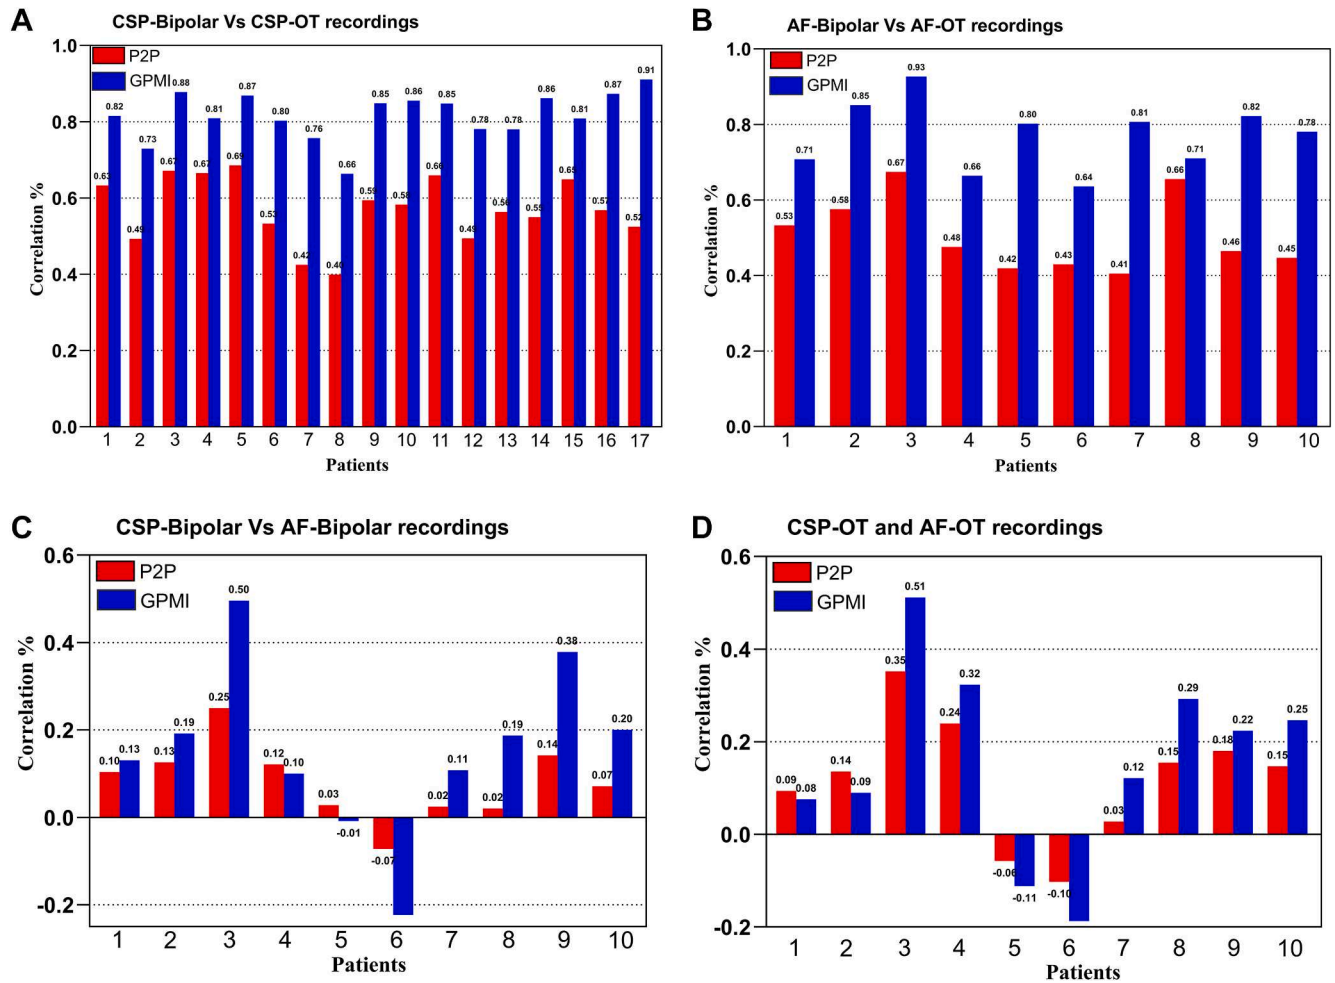 A
CSP-Bipolar Vs CSP-OT recordings
P2P
GPMI
Correlation %
1.0
0.8
0.6
0.4
0.2
0.0
0.63 0.82 0.49 0.73 0.67 0.88 0.67 0.81 0.69 0.87 0.53 0.80 0.42 0.76 0.40 0.66 0.59 0.85 0.58 0.86 0.66 0.85 0.49 0.78 0.56 0.78 0.55 0.86 0.65 0.81 0.57 0.87 0.52 0.91
1 2 3 4 5 6 7 8 9 10 11 12 13 14 15 16 17
Patients
B
AF-Bipolar Vs AF-OT recordings
P2P
GPMI
Correlation %
1.0
0.8
0.6
0.4
0.2
0.0
0.53 0.71 0.58 0.85 0.67 0.93 0.48 0.66 0.42 0.80 0.43 0.64 0.41 0.81 0.66 0.71 0.46 0.82 0.45 0.78
1 2 3 4 5 6 7 8 9 10
Patients
C
CSP-Bipolar Vs AF-Bipolar recordings
P2P
GPMI
Correlation %
0.6
0.4
0.2
0.0
-0.2
0.10 0.13 0.13 0.19 0.25 0.50 0.12 0.10 0.03 -0.01 -0.07 0.02 0.11 0.02 0.19 0.14 0.38 0.07 0.20
1 2 3 4 5 6 7 8 9 10
Patients
D
CSP-OT and AF-OT recordings
P2P
GPMI
Correlation %
0.6
0.4
0.2
0.0
-0.2
0.09 0.08 0.14 0.09 0.35 0.51 0.24 0.32 -0.06 -0.11 -0.10 0.03 0.12 0.15 0.29 0.18 0.22 0.15 0.25
1 2 3 4 5 6 7 8 9 10
Patients